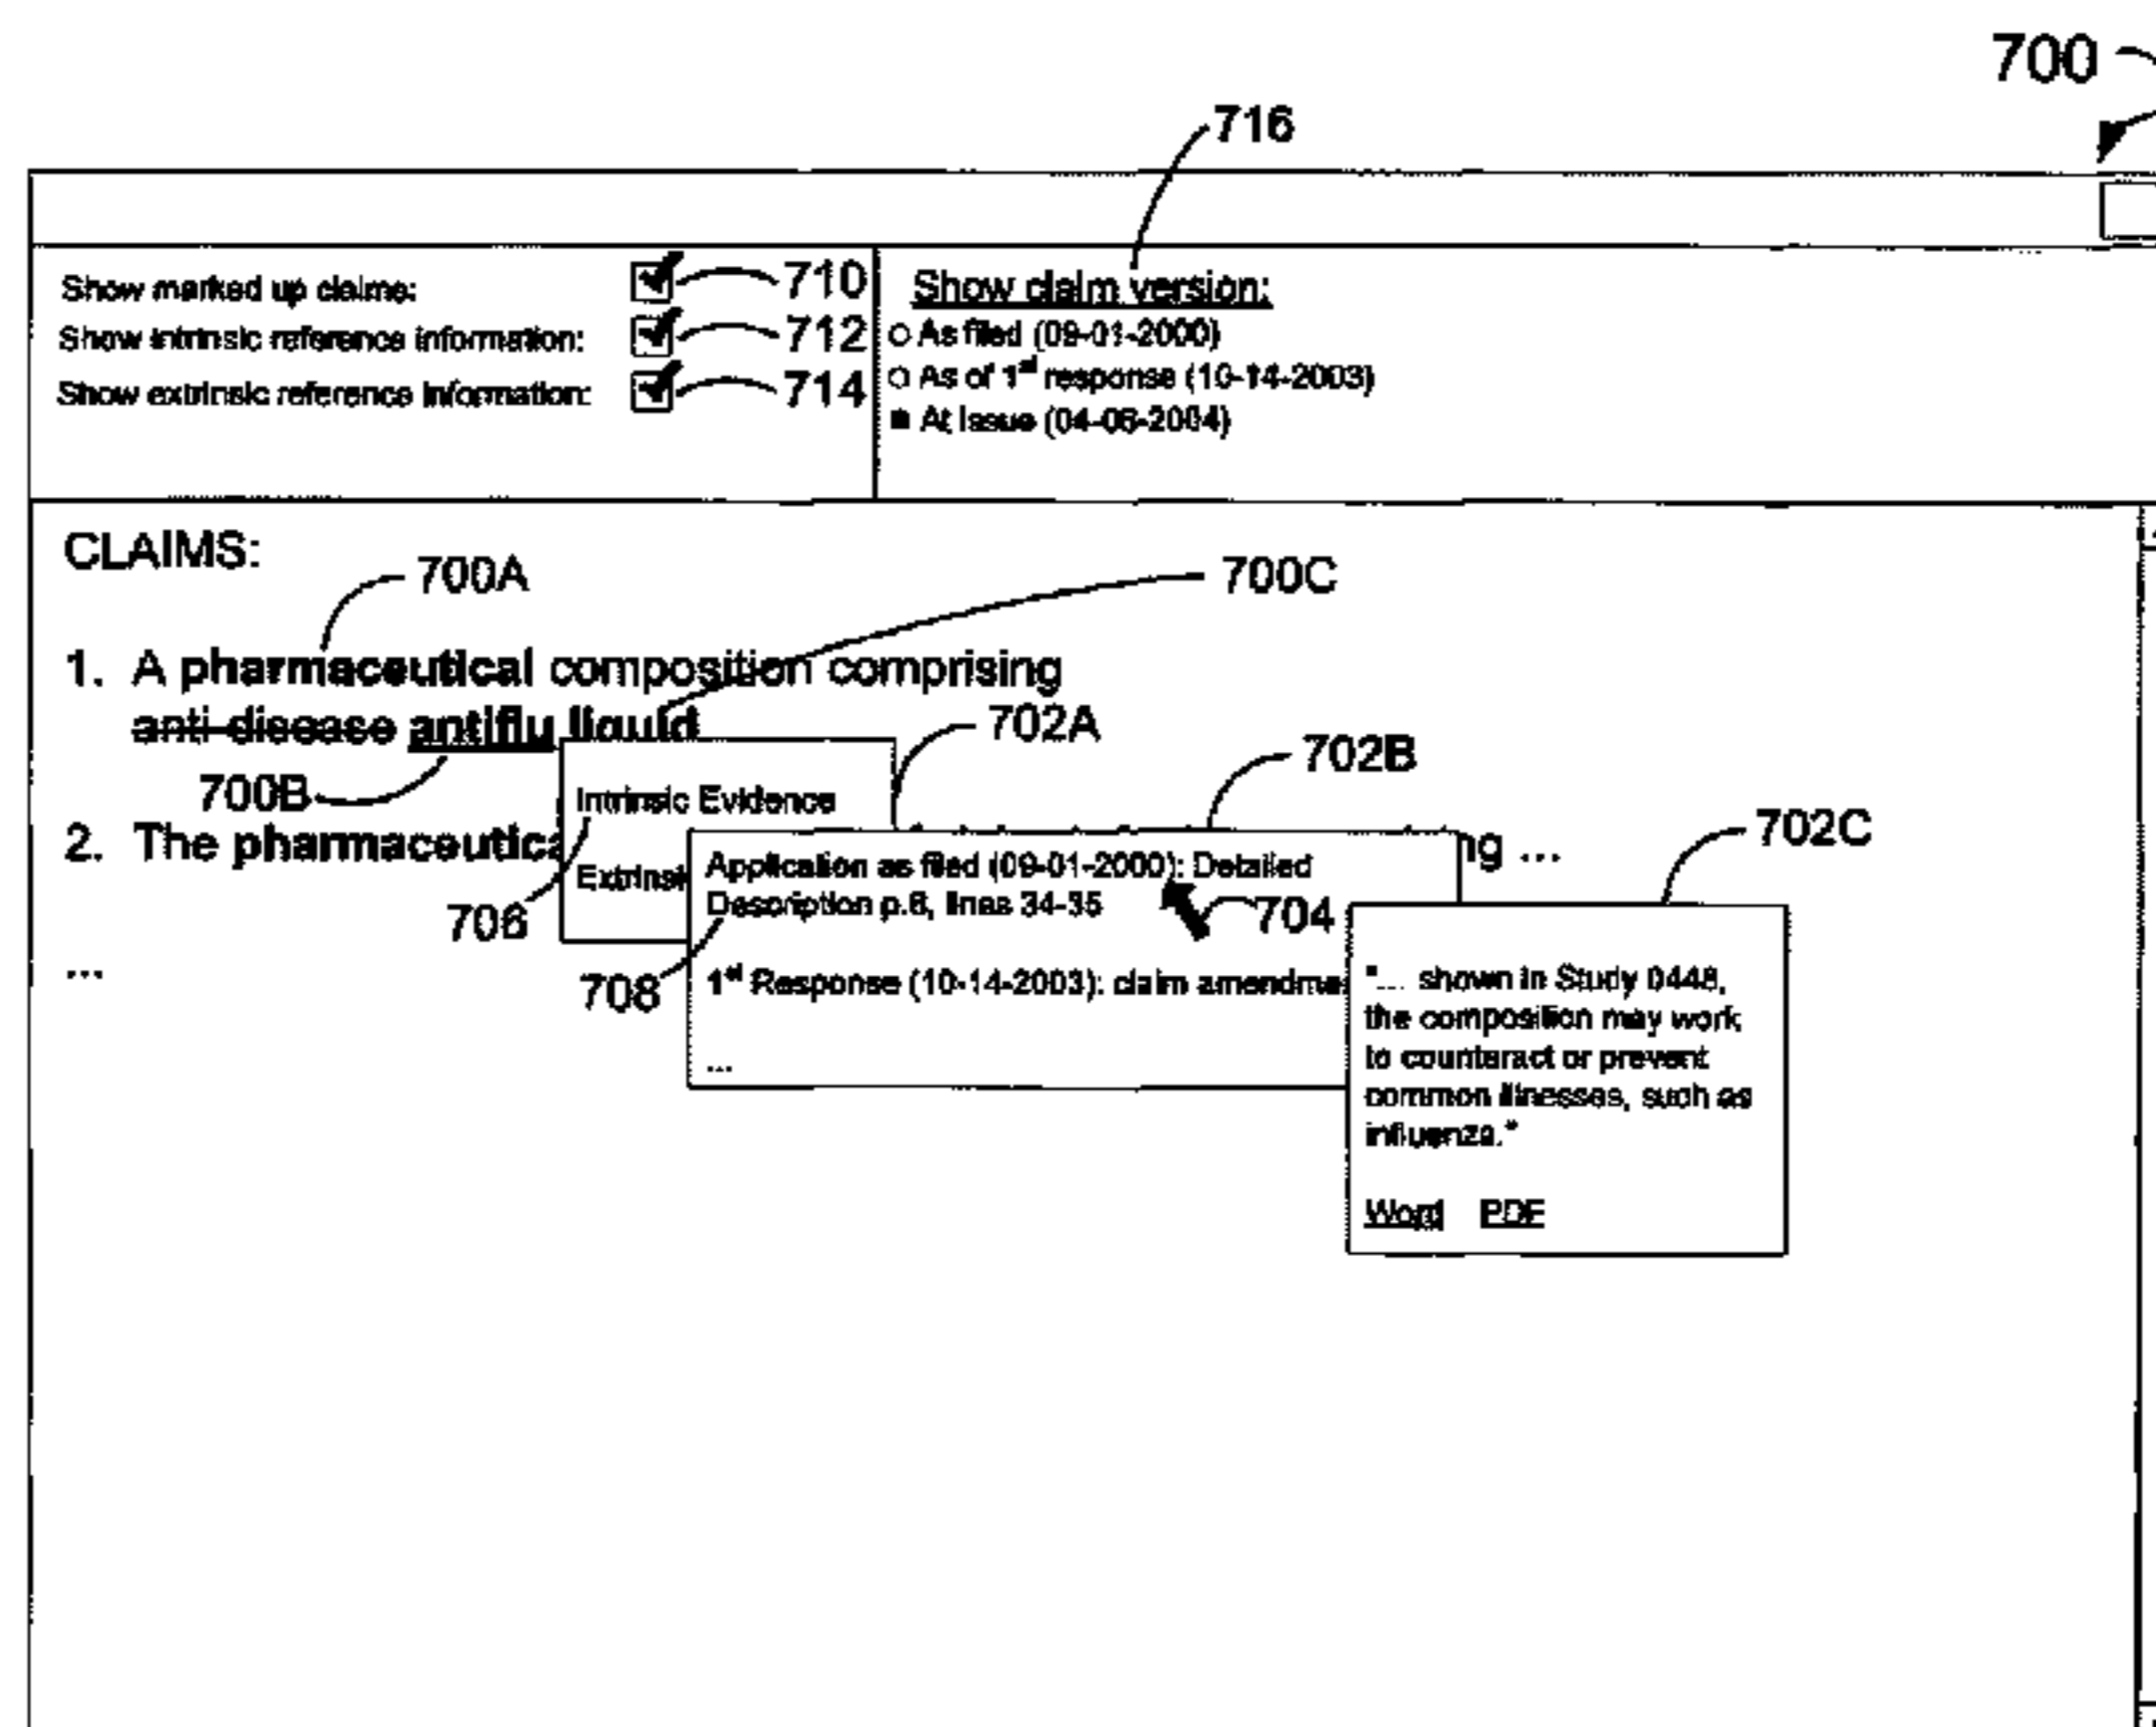 700
716
Show marked up claims: 710
Show intrinsic reference information: 712
Show extrinsic reference information: 714
Show claim version:
As filed (09-01-2000)
As of 1st response (10-14-2003)
At issue (04-06-2004)
CLAIMS:
700A 700C
1. A pharmaceutical composition comprising
anti-disease antiflu liquid
702A
700B
702B
Intrinsic Evidence
702C
2. The pharmaceutica ng ...
Extrinsi
706
Application as filed (09-01-2000): Detailed
Description p.6, lines 34-35
704
708
1st Response (10-14-2003): claim amendme
...
...
"... shown in Study 0448,
the composition may work
to counteract or prevent
common illnesses, such as
influenza."
Word PDF